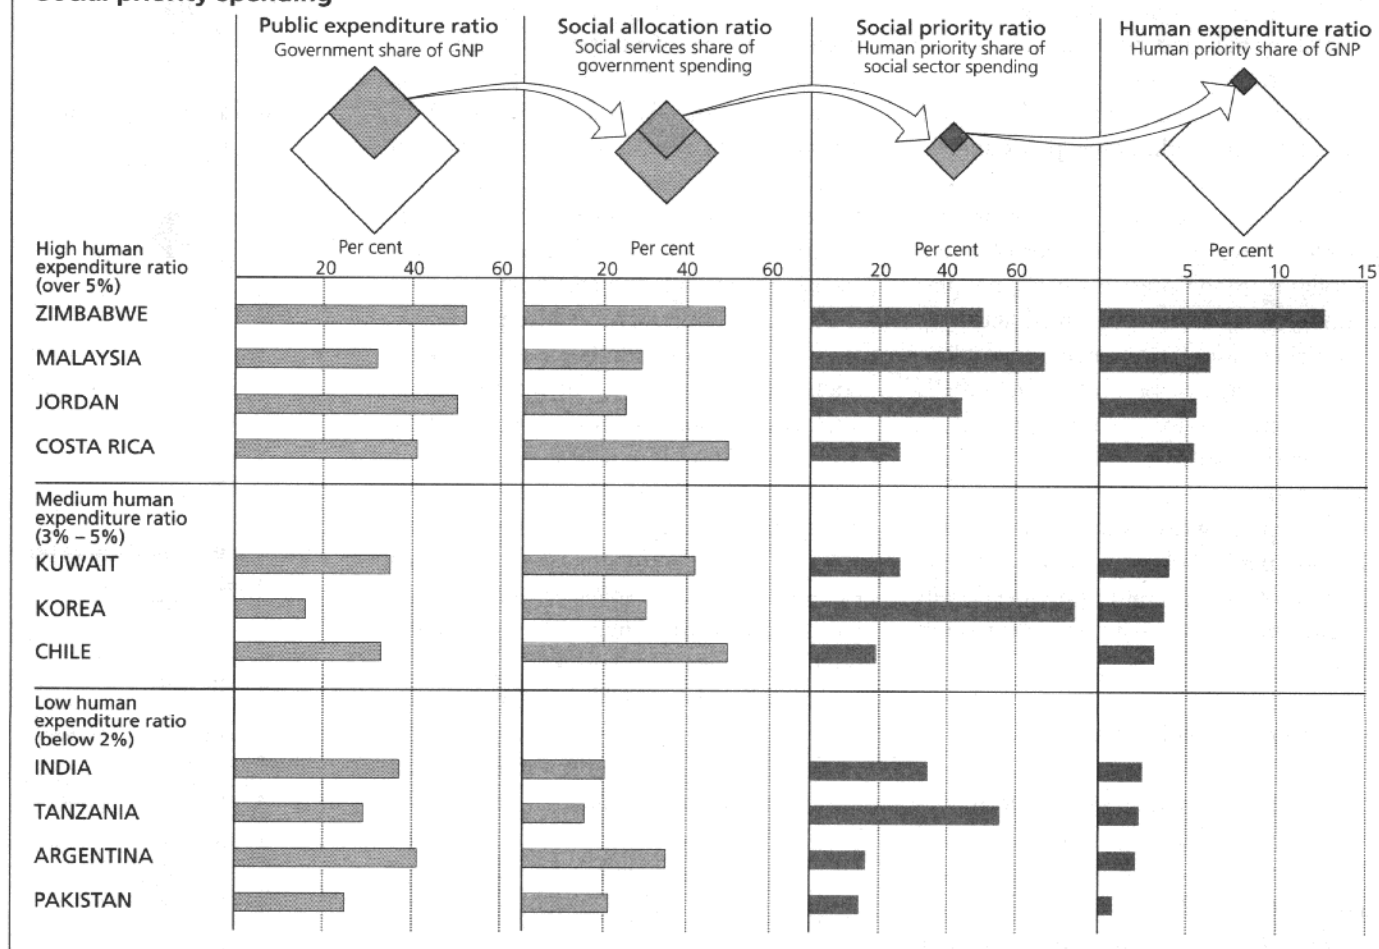 Social priority spending
Public expenditure ratio
Government share of GNP
Social allocation ratio
Social services share of
government spending
Social priority ratio
Human priority share of
social sector spending
Human expenditure ratio
Human priority share of GNP
High human
expenditure ratio
(over 5%)
Per cent
20 40 60
Per cent
20 40 60
Per cent
20 40 60
Per cent
5 10 15
ZIMBABWE
MALAYSIA
JORDAN
COSTA RICA
Medium human
expenditure ratio
(3% – 5%)
KUWAIT
KOREA
CHILE
Low human
expenditure ratio
(below 2%)
INDIA
TANZANIA
ARGENTINA
PAKISTAN